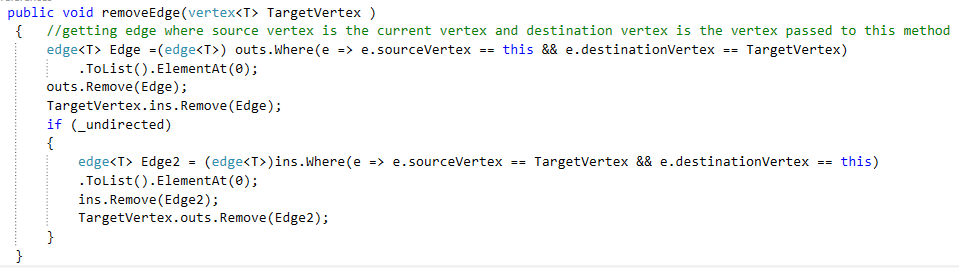 public void removeEdge(vertex<T> TargetVertex )
{ //getting edge where source vertex is the current vertex and destination vertex is the vertex passed to this method
edge<T> Edge =(edge<T>) outs.Where(e => e.sourceVertex == this && e.destinationVertex == TargetVertex)
.ToList().ElementAt(0);
outs.Remove(Edge);
TargetVertex.ins.Remove(Edge);
if (_undirected)
{
edge<T> Edge2 = (edge<T>)ins.Where(e => e.sourceVertex == TargetVertex && e.destinationVertex == this)
.ToList().ElementAt(0);
ins.Remove(Edge2);
TargetVertex.outs.Remove(Edge2);
}
}